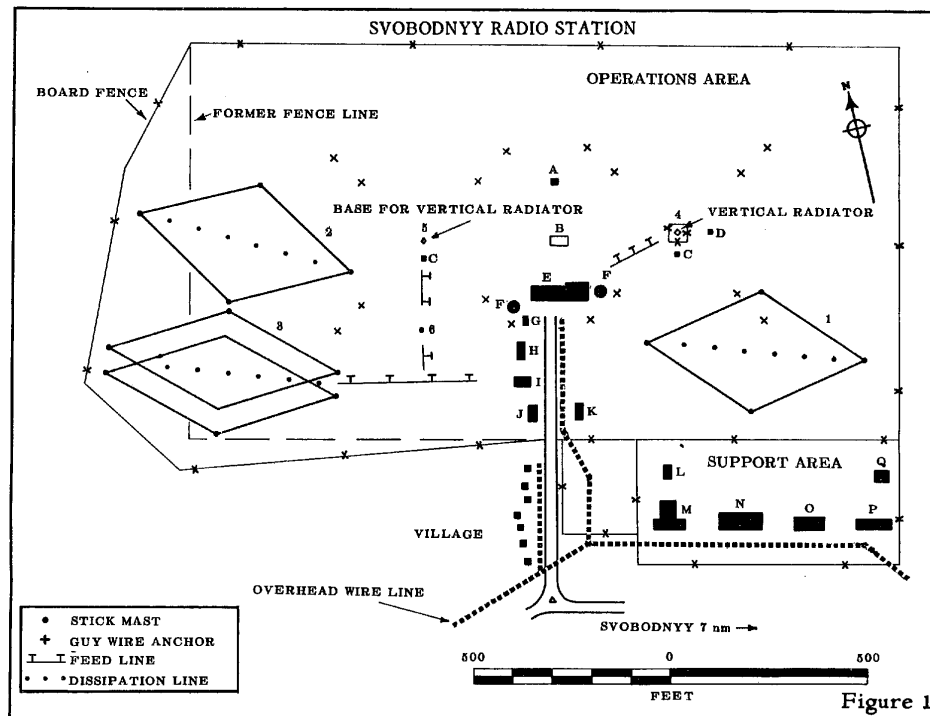 SVOBODNYY RADIO STATION
OPERATIONS AREA
BOARD FENCE
FORMER FENCE LINE
N
A
BASE FOR VERTICAL RADIATOR
4
VERTICAL RADIATOR
2
5
B
D
C
C
E
F
F
3
6
G
1
H
I
J
K
SUPPORT AREA
L
Q
M
N
O
P
VILLAGE
OVERHEAD WIRE LINE
STICK MAST
GUY WIRE ANCHOR
FEED LINE
DISSIPATION LINE
SVOBODNYY 7 nm
500
0
500
FEET
Figure 1